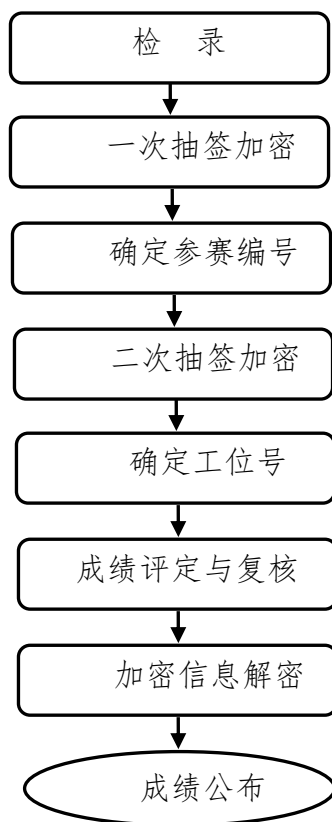 检 录
一次抽签加密
确定参赛编号
二次抽签加密
确定工位号
成绩评定与复核
加密信息解密
成绩公布